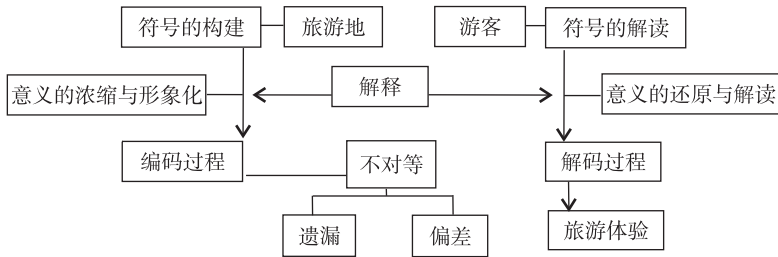 符号的构建
旅游地
游客
符号的解读
意义的浓缩与形象化
解释
意义的还原与解读
编码过程
不对等
解码过程
遗漏
偏差
旅游体验